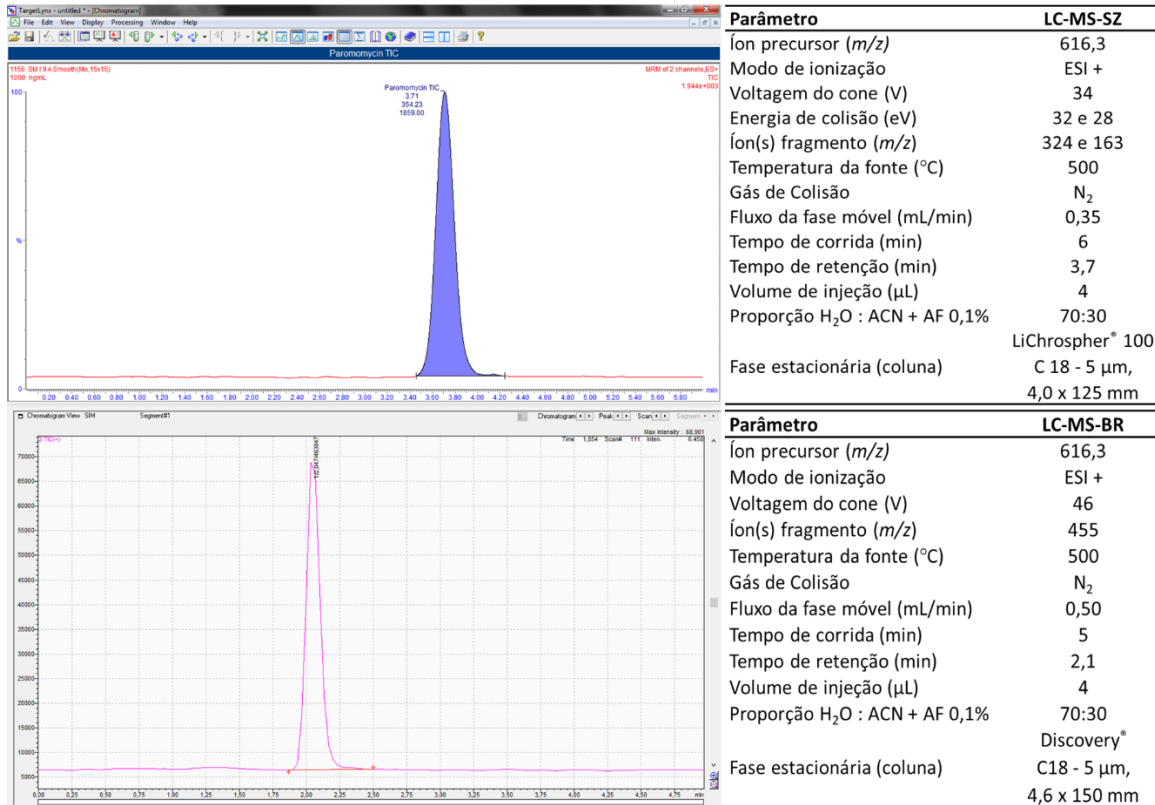 TargetLynx - untitled * - [Chromatogram]
File Edit View Display Processing Window Help
Paromomycin TIC
1156 SM I 9 A Smooth(Mn,15x15)
1000 ngmL
MRM of 2 channels,ES+
TIC
1.944e+003
100
%
0
Paromomycin TIC
3.71
354.23
1859.00
0.20 0.40 0.60 0.80 1.00 1.20 1.40 1.60 1.80 2.00 2.20 2.40 2.60 2.80 3.00 3.20 3.40 3.60 3.80 4.00 4.20 4.40 4.60 4.80 5.00 5.20 5.40 5.60 5.80
min
Parâmetro LC-MS-SZ
Íon precursor (m/z) 616,3
Modo de ionização ESI +
Voltagem do cone (V) 34
Energia de colisão (eV) 32 e 28
Íon(s) fragmento (m/z) 324 e 163
Temperatura da fonte (°C) 500
Gás de Colisão N₂
Fluxo da fase móvel (mL/min) 0,35
Tempo de corrida (min) 6
Tempo de retenção (min) 3,7
Volume de injeção (µL) 4
Proporção H₂O : ACN + AF 0,1% 70:30
Fase estacionária (coluna) LiChrospher® 100
C 18 - 5 µm,
4,0 x 125 mm
Chromatogram View SIM Segment#1
Chromatogram Peak Scan Segment
Max Intensity : 68.901
Time 1,854 Scan# 111 Inten. 6.458
TIC(+)
70000
65000
60000
55000
50000
45000
40000
35000
30000
25000
20000
15000
10000
5000
0,00 0,25 0,50 0,75 1,00 1,25 1,50 1,75 2,00 2,25 2,50 2,75 3,00 3,25 3,50 3,75 4,00 4,25 4,50 4,75
min
Parâmetro LC-MS-BR
Íon precursor (m/z) 616,3
Modo de ionização ESI +
Voltagem do cone (V) 46
Íon(s) fragmento (m/z) 455
Temperatura da fonte (°C) 500
Gás de Colisão N₂
Fluxo da fase móvel (mL/min) 0,50
Tempo de corrida (min) 5
Tempo de retenção (min) 2,1
Volume de injeção (µL) 4
Proporção H₂O : ACN + AF 0,1% 70:30
Fase estacionária (coluna) Discovery®
C18 - 5 µm,
4,6 x 150 mm